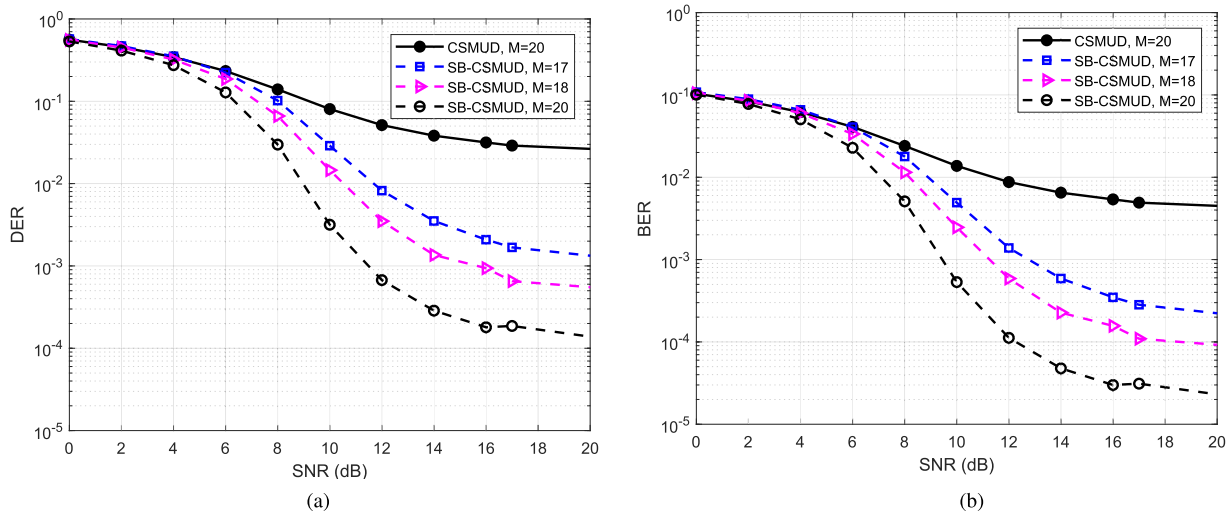 10^0
10^-1
10^-2
10^-3
10^-4
10^-5
DER
0 2 4 6 8 10 12 14 16 18 20
SNR (dB)
CSMUD, M=20
SB-CSMUD, M=17
SB-CSMUD, M=18
SB-CSMUD, M=20
(a)
10^0
10^-1
10^-2
10^-3
10^-4
10^-5
BER
0 2 4 6 8 10 12 14 16 18 20
SNR (dB)
CSMUD, M=20
SB-CSMUD, M=17
SB-CSMUD, M=18
SB-CSMUD, M=20
(b)